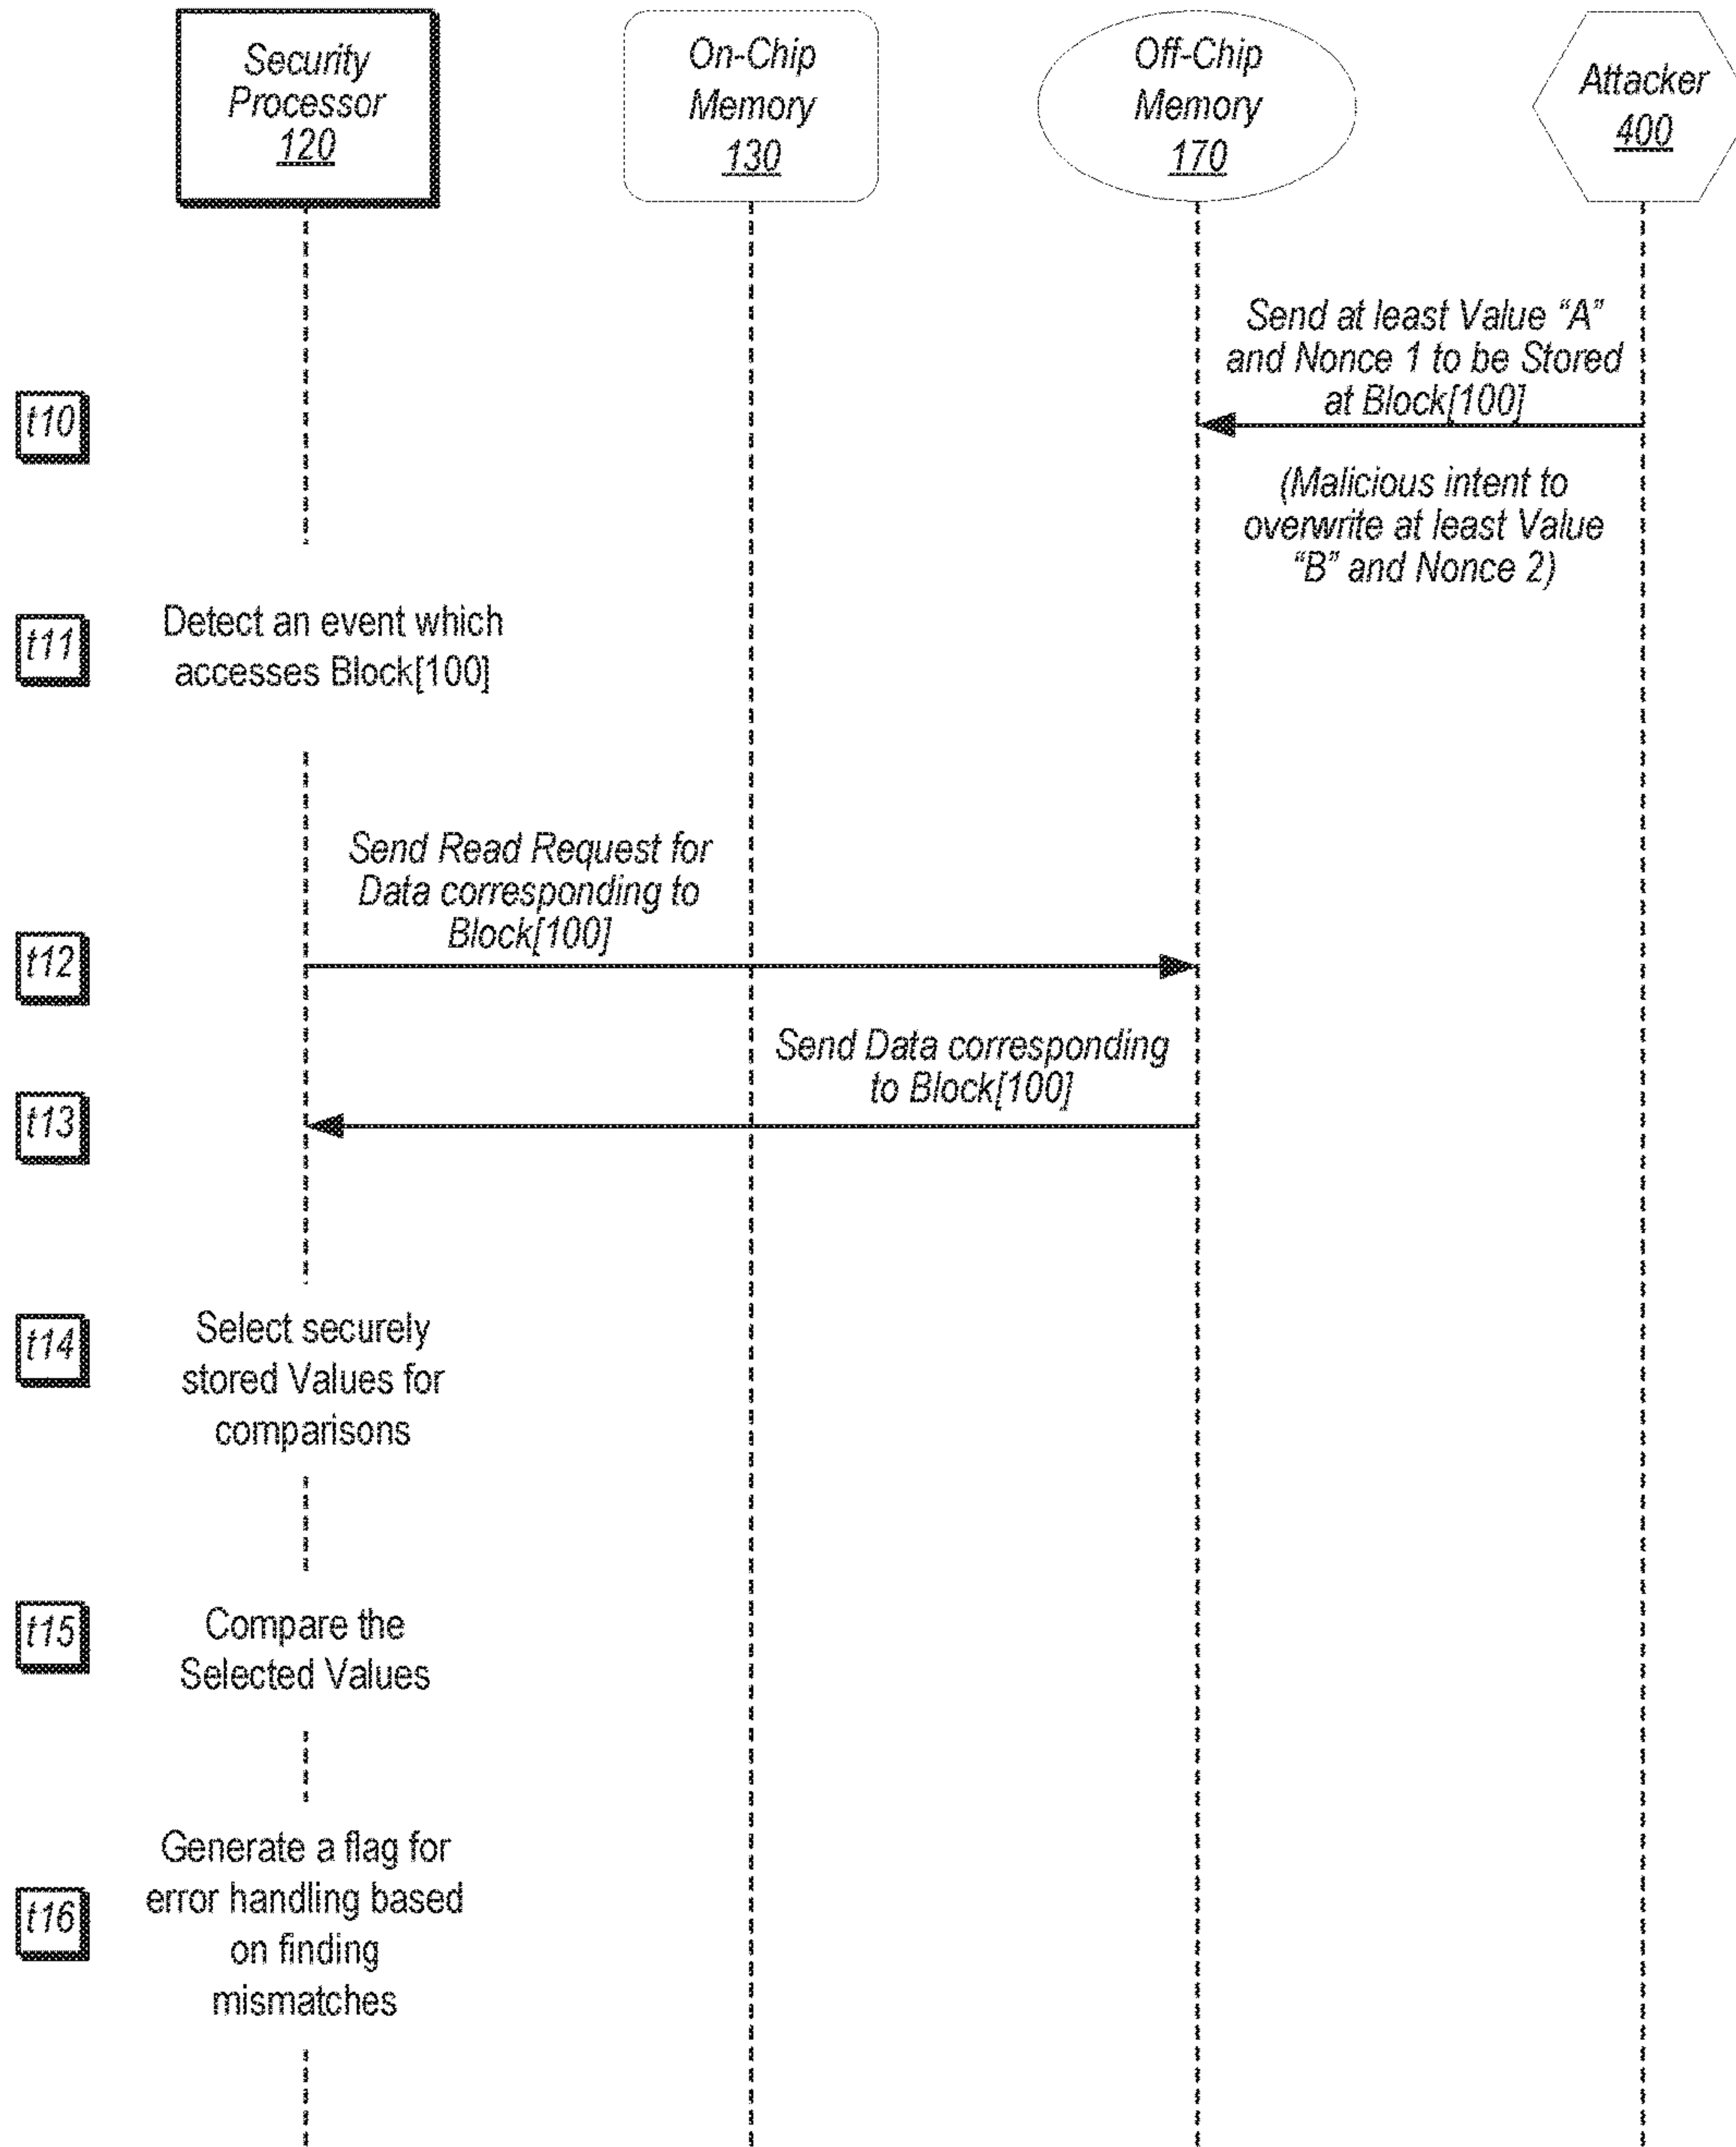 Security
Processor
120
On-Chip
Memory
130
Off-Chip
Memory
170
Attacker
400
Send at least Value “A”
and Nonce 1 to be Stored
at Block[100]
t10
(Malicious intent to
overwrite at least Value
“B” and Nonce 2)
t11
Detect an event which
accesses Block[100]
Send Read Request for
Data corresponding to
Block[100]
t12
Send Data corresponding
to Block[100]
t13
t14
Select securely
stored Values for
comparisons
t15
Compare the
Selected Values
t16
Generate a flag for
error handling based
on finding
mismatches